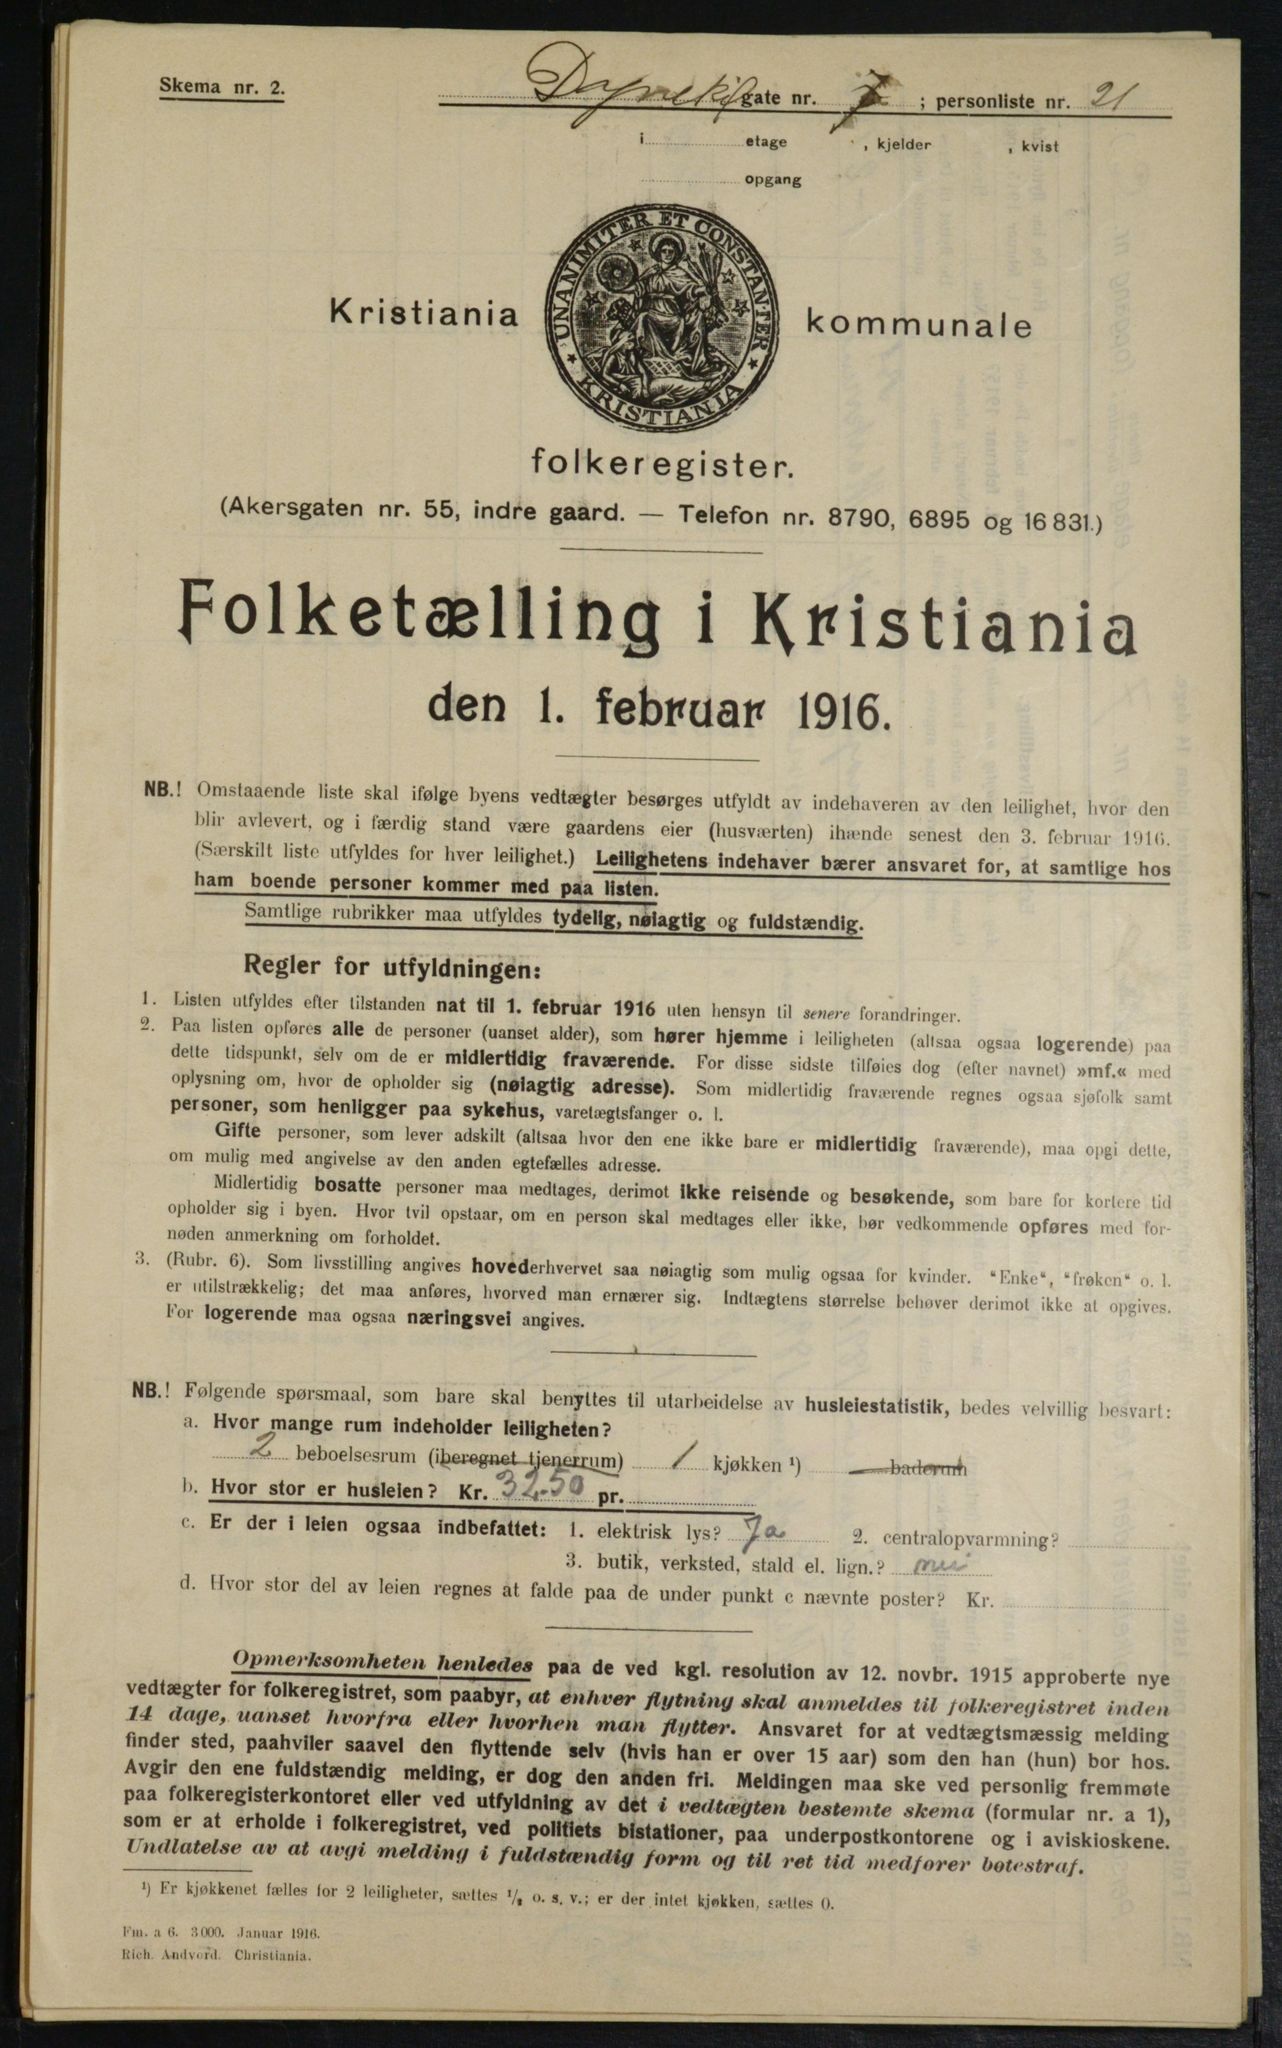 Skema nr. 2.
Dyvekes gate nr. 7 ; personliste nr. 21
i etage , kjelder , kvist
opgang
UNANIMITER ET CONSTANTER
KRISTIANIA
Kristiania kommunale
folkeregister.
(Akersgaten nr. 55, indre gaard. — Telefon nr. 8790, 6895 og 16 831.)
Folketælling i Kristiania
den 1. februar 1916.
NB.! Omstaaende liste skal ifølge byens vedtægter besørges utfyldt av indehaveren av den leilighet, hvor den
blir avlevert, og i færdig stand være gaardens eier (husværten) ihænde senest den 3. februar 1916.
(Særskilt liste utfyldes for hver leilighet.) Leilighetens indehaver bærer ansvaret for, at samtlige hos
ham boende personer kommer med paa listen.
Samtlige rubrikker maa utfyldes tydelig, nøiagtig og fuldstændig.
Regler for utfyldningen:
1. Listen utfyldes efter tilstanden nat til 1. februar 1916 uten hensyn til senere forandringer.
2. Paa listen opføres alle de personer (uanset alder), som hører hjemme i leiligheten (altsaa ogsaa logerende) paa
dette tidspunkt, selv om de er midlertidig fraværende. For disse sidste tilføies dog (efter navnet) »mf.« med
oplysning om, hvor de opholder sig (nøiagtig adresse). Som midlertidig fraværende regnes ogsaa sjøfolk samt
personer, som henligger paa sykehus, varetægtsfanger o. l.
Gifte personer, som lever adskilt (altsaa hvor den ene ikke bare er midlertidig fraværende), maa opgi dette,
om mulig med angivelse av den anden egtefælles adresse.
Midlertidig bosatte personer maa medtages, derimot ikke reisende og besøkende, som bare for kortere tid
opholder sig i byen. Hvor tvil opstaar, om en person skal medtages eller ikke, bør vedkommende opføres med for-
nøden anmerkning om forholdet.
3. (Rubr. 6). Som livsstilling angives hovederhvervet saa nøiagtig som mulig ogsaa for kvinder. "Enke", "frøken" o. l.
er utilstrækkelig; det maa anføres, hvorved man ernærer sig. Indtægtens størrelse behøver derimot ikke at opgives.
For logerende maa ogsaa næringsvei angives.
NB.! Følgende spørsmaal, som bare skal benyttes til utarbeidelse av husleiestatistik, bedes velvillig besvart:
a. Hvor mange rum indeholder leiligheten?
2 beboelsesrum (iberegnet tjenerrum) 1 kjøkken ¹) baderum
b. Hvor stor er husleien? Kr. 32.50 pr.
c. Er der i leien ogsaa indbefattet: 1. elektrisk lys? Ja 2. centralopvarmning?
3. butik, verksted, stald el. lign.? nei
d. Hvor stor del av leien regnes at falde paa de under punkt c nævnte poster? Kr.
Opmerksomheten henledes paa de ved kgl. resolution av 12. novbr. 1915 approberte nye
vedtægter for folkeregistret, som paabyr, at enhver flytning skal anmeldes til folkeregistret inden
14 dage, uanset hvorfra eller hvorhen man flytter. Ansvaret for at vedtægtsmæssig melding
finder sted, paahviler saavel den flyttende selv (hvis han er over 15 aar) som den han (hun) bor hos.
Avgir den ene fuldstændig melding, er dog den anden fri. Meldingen maa ske ved personlig fremmøte
paa folkeregisterkontoret eller ved utfyldning av det i vedtægten bestemte skema (formular nr. a 1),
som er at erholde i folkeregistret, ved politiets bistationer, paa underpostkontorene og i aviskioskene.
Undlatelse av at avgi melding i fuldstændig form og til ret tid medfører bøtestraf.
¹) Er kjøkkenet fælles for 2 leiligheter, sættes ½ o. s. v.; er der intet kjøkken, sættes 0.
Fm. a 6. 3 000. Januar 1916.
Rich. Andvord. Christiania.